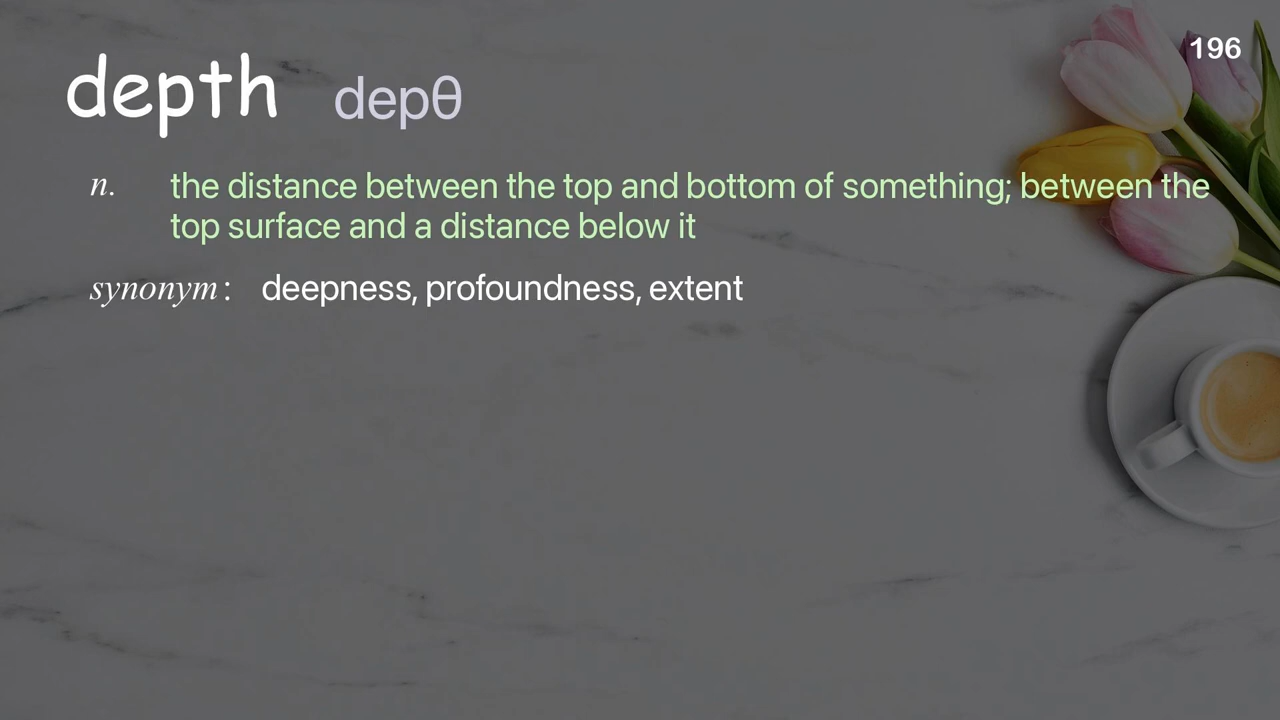 196
depth depθ
n. the distance between the top and bottom of something; between the
top surface and a distance below it
synonym: deepness, profoundness, extent